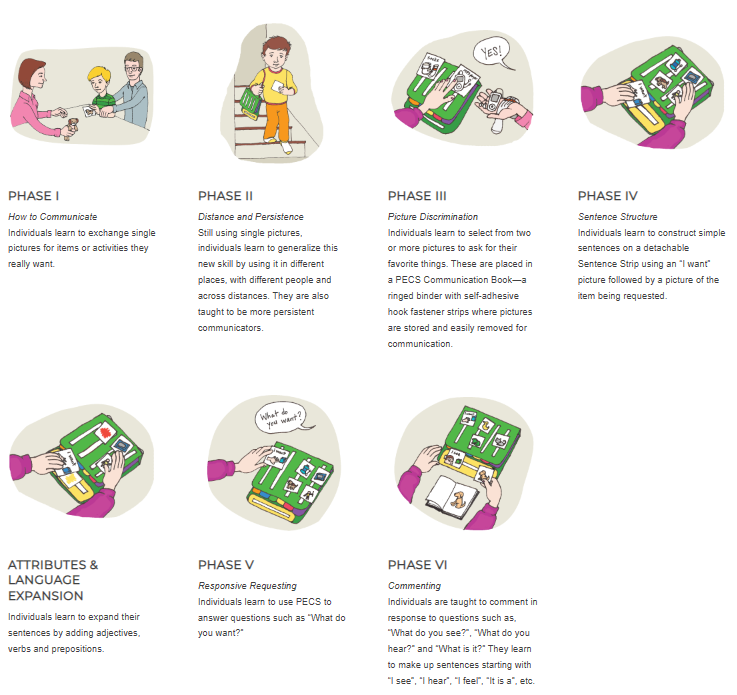 YES!
PHASE I
How to Communicate
Individuals learn to exchange single
pictures for items or activities they
really want.
PHASE II
Distance and Persistence
Still using single pictures,
individuals learn to generalize this
new skill by using it in different
places, with different people and
across distances. They are also
taught to be more persistent
communicators.
PHASE III
Picture Discrimination
Individuals learn to select from two
or more pictures to ask for their
favorite things. These are placed in
a PECS Communication Book—a
ringed binder with self-adhesive
hook fastener strips where pictures
are stored and easily removed for
communication.
PHASE IV
Sentence Structure
Individuals learn to construct simple
sentences on a detachable
Sentence Strip using an “I want”
picture followed by a picture of the
item being requested.
What do
you want?
ATTRIBUTES &
LANGUAGE
EXPANSION
Individuals learn to expand their
sentences by adding adjectives,
verbs and prepositions.
PHASE V
Responsive Requesting
Individuals learn to use PECS to
answer questions such as “What do
you want?”
PHASE VI
Commenting
Individuals are taught to comment in
response to questions such as,
“What do you see?”, “What do you
hear?” and “What is it?” They learn
to make up sentences starting with
“I see”, “I hear”, “I feel”, “It is a”, etc.